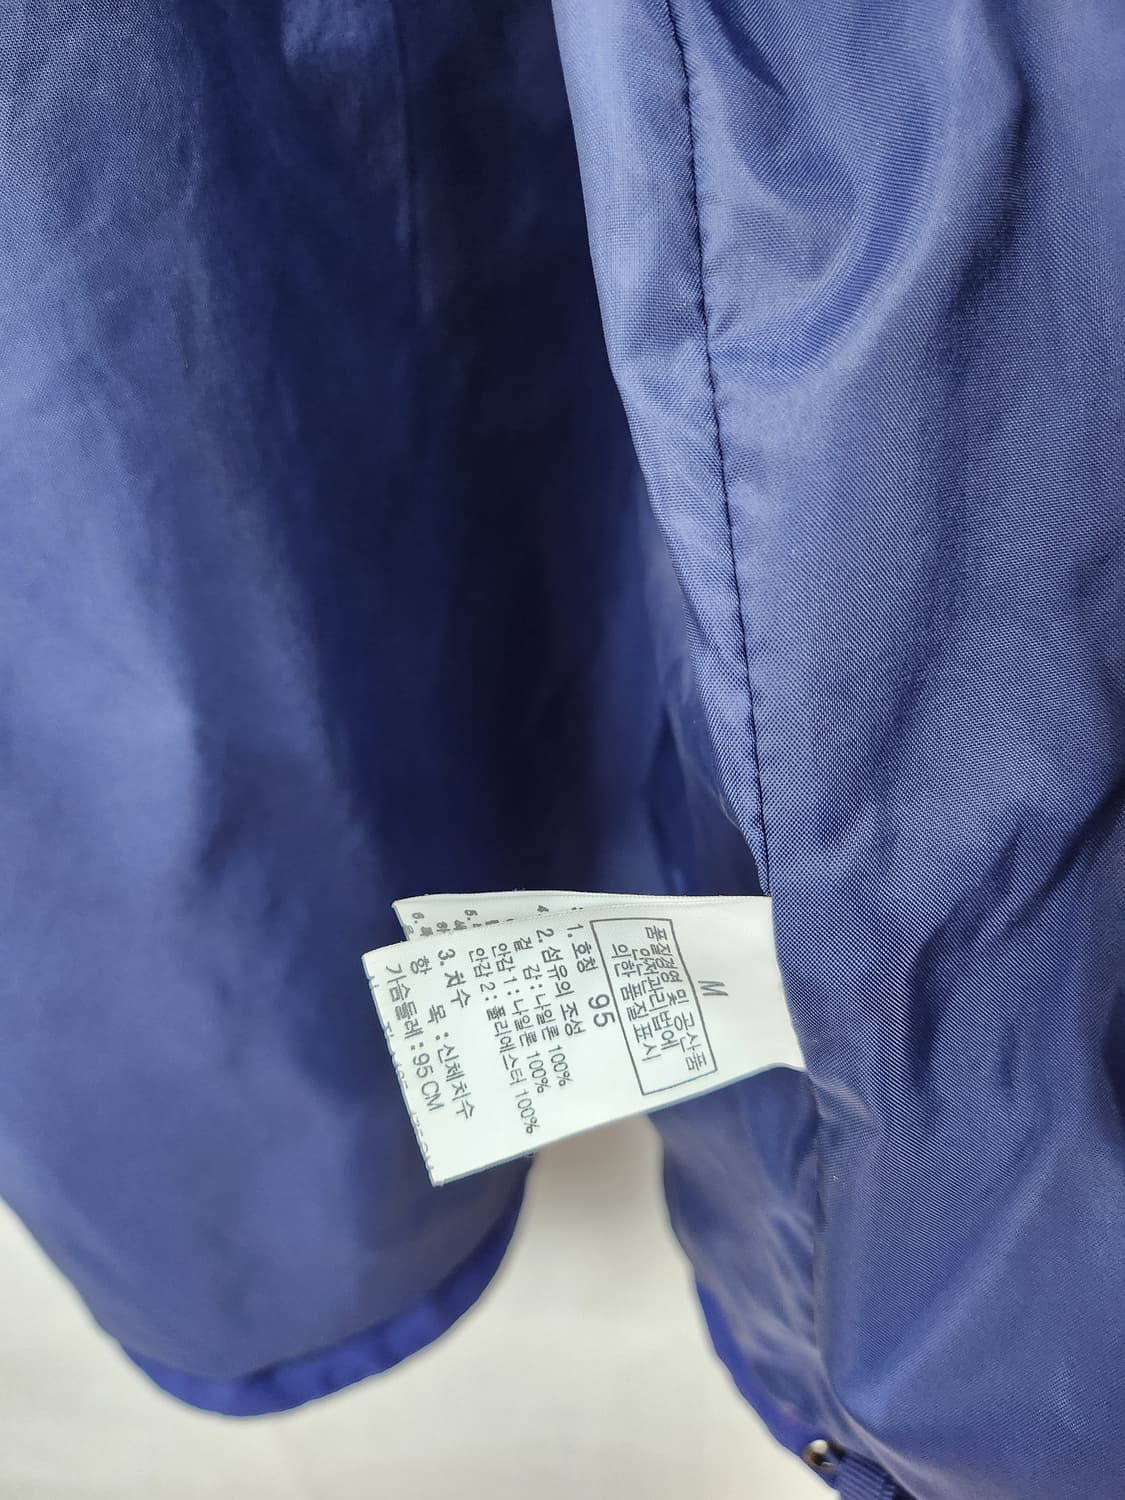 M
품질경영 및 공산품
안전관리법에
의한 품질표시
1. 호칭 95
2. 섬유의 조성
겉 감 : 나일론 100%
안감 1 : 나일론 100%
안감 2 : 폴리에스터 100%
3. 치수
항 목 : 신체치수
가슴둘레 : 95 CM
4.
5.
6.